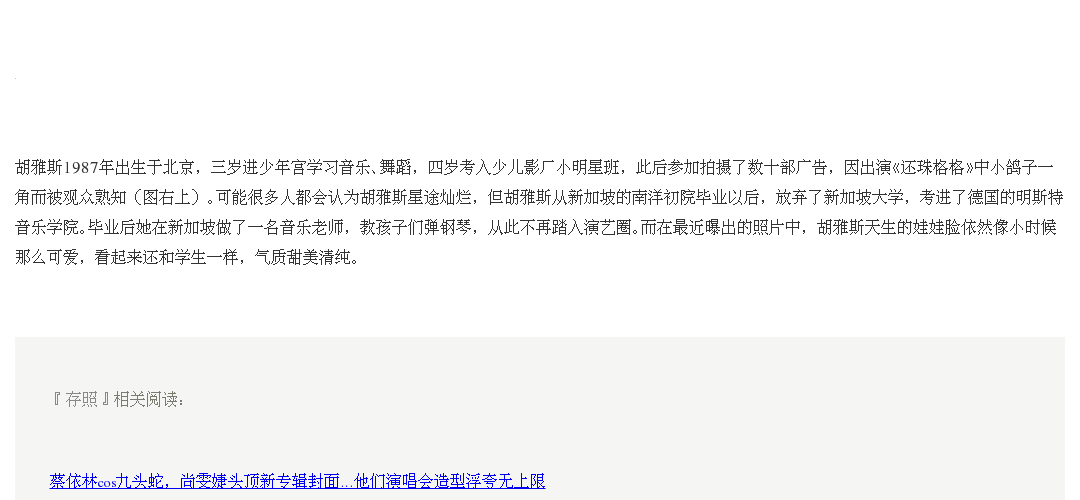 胡雅斯1987年出生于北京，三岁进少年宫学习音乐、舞蹈，四岁考入少儿影厂小明星班，此后参加拍摄了数十部广告，因出演《还珠格格》中小鸽子一
角而被观众熟知（图右上）。可能很多人都会认为胡雅斯星途灿烂，但胡雅斯从新加坡的南洋初院毕业以后，放弃了新加坡大学，考进了德国的明斯特
音乐学院。毕业后她在新加坡做了一名音乐老师，教孩子们弹钢琴，从此不再踏入演艺圈。而在最近曝出的照片中，胡雅斯天生的娃娃脸依然像小时候
那么可爱，看起来还和学生一样，气质甜美清纯。
『存照』相关阅读：
蔡依林cos九头蛇，尚雯婕头顶新专辑封面...他们演唱会造型浮夸无上限